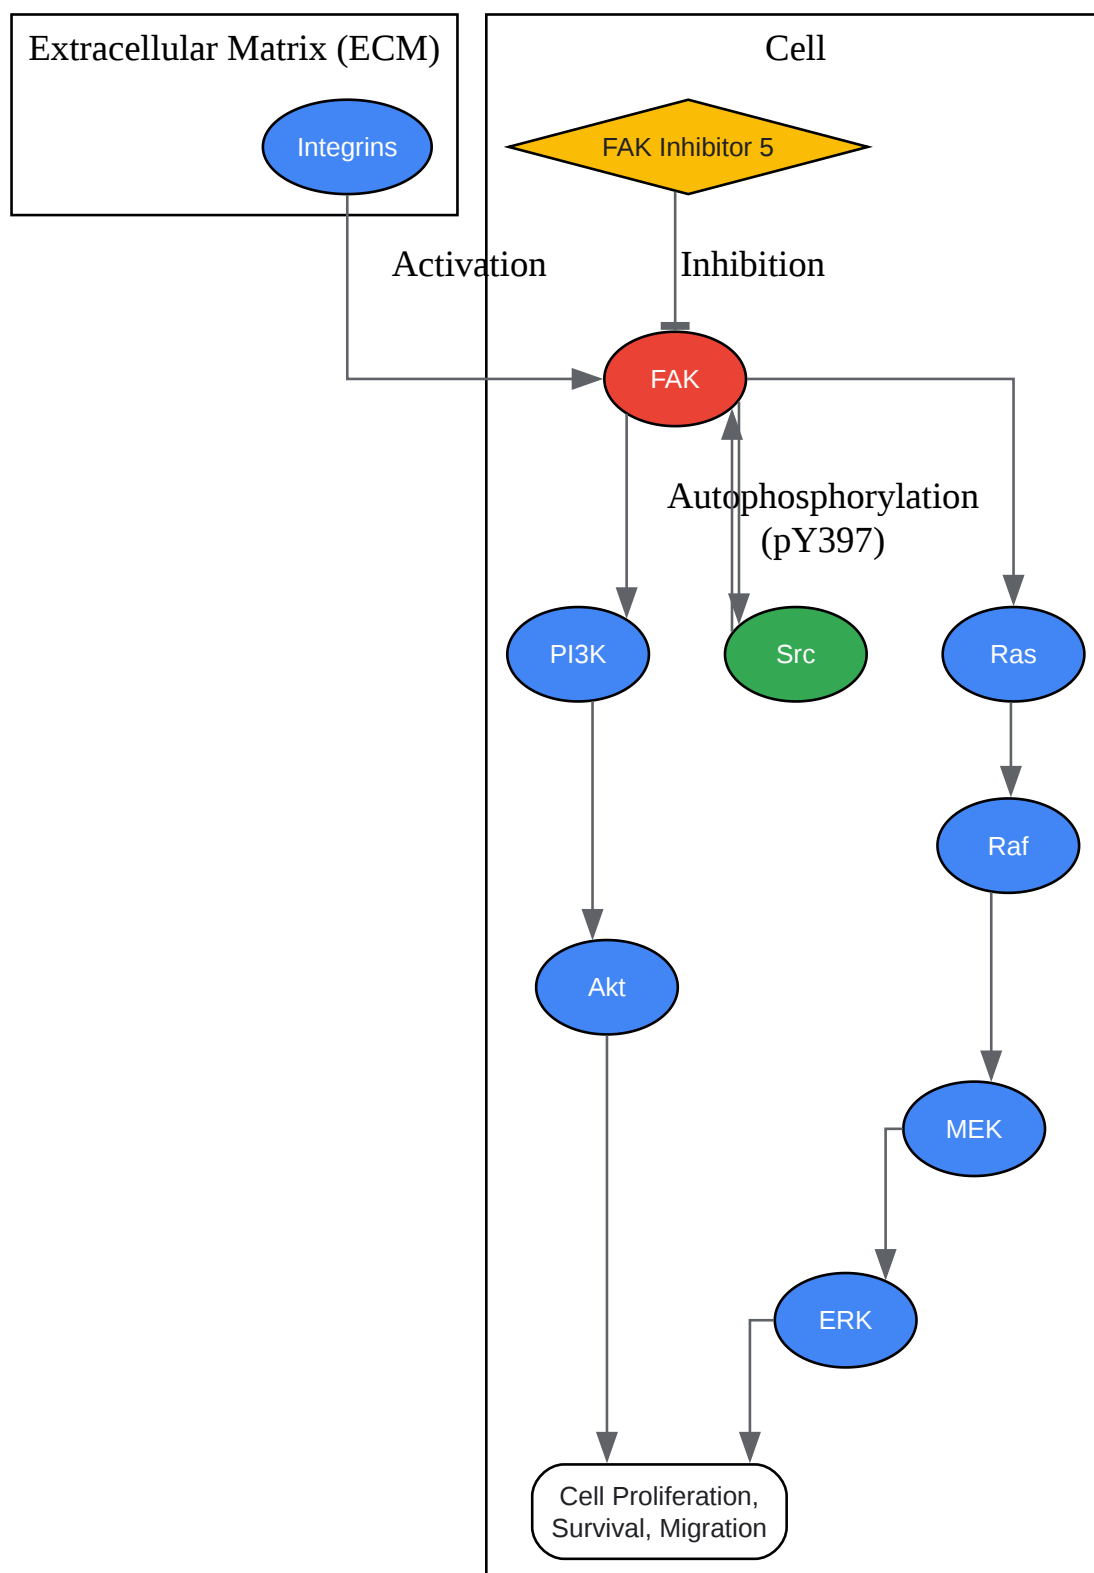 Extracellular Matrix (ECM)
Cell
Integrins
FAK Inhibitor 5
Activation
Inhibition
FAK
Autophosphorylation
(pY397)
PI3K
Src
Ras
Raf
Akt
MEK
ERK
Cell Proliferation,
Survival, Migration